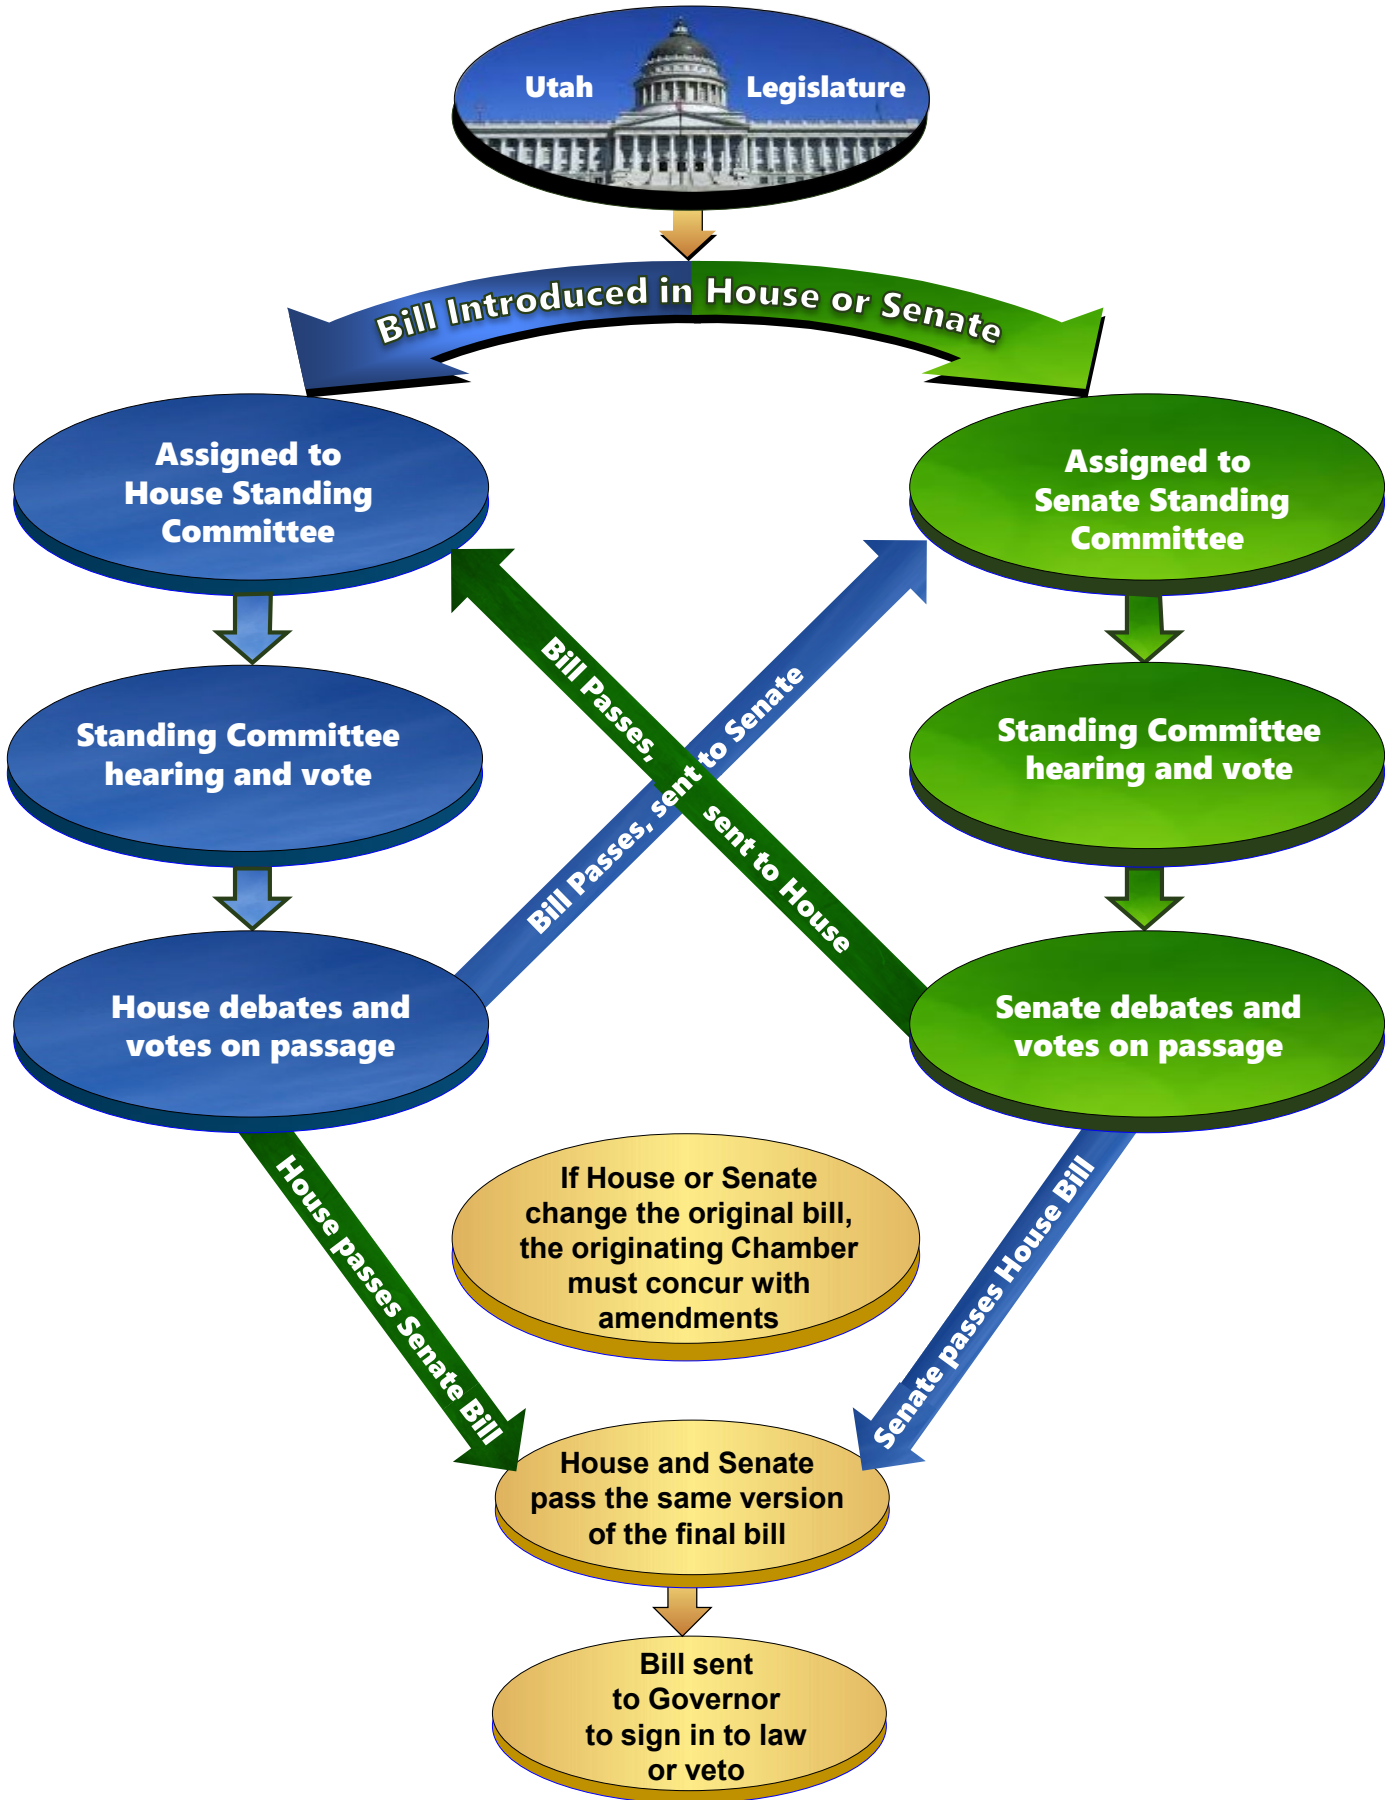 Utah Legislature
Bill Introduced in House or Senate
Assigned to
House Standing
Committee
Assigned to
Senate Standing
Committee
Bill Passes,
sent to House
Bill Passes, sent to Senate
Standing Committee
hearing and vote
Standing Committee
hearing and vote
House debates and
votes on passage
Senate debates and
votes on passage
House passes Senate Bill
If House or Senate
change the original bill,
the originating Chamber
must concur with
amendments
Senate passes House Bill
House and Senate
pass the same version
of the final bill
Bill sent
to Governor
to sign in to law
or veto